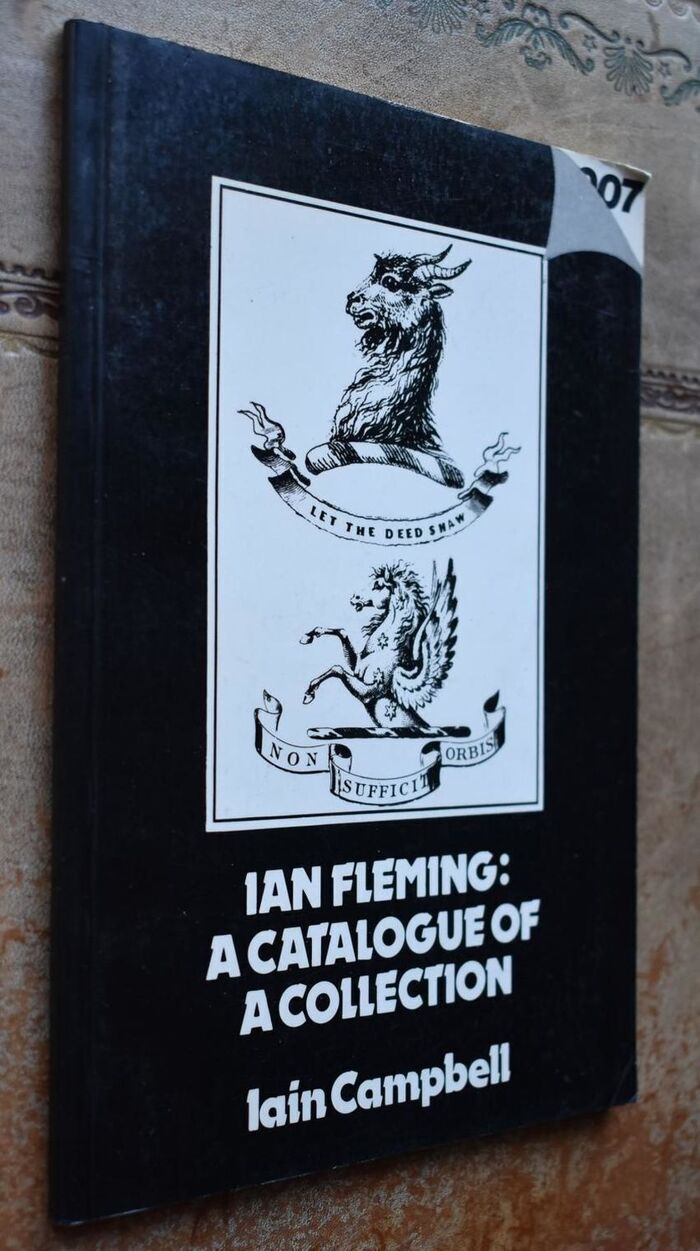 007
LET THE DEED SHAW
NON SUFFICIT ORBIS
IAN FLEMING:
A CATALOGUE OF
A COLLECTION
Iain Campbell